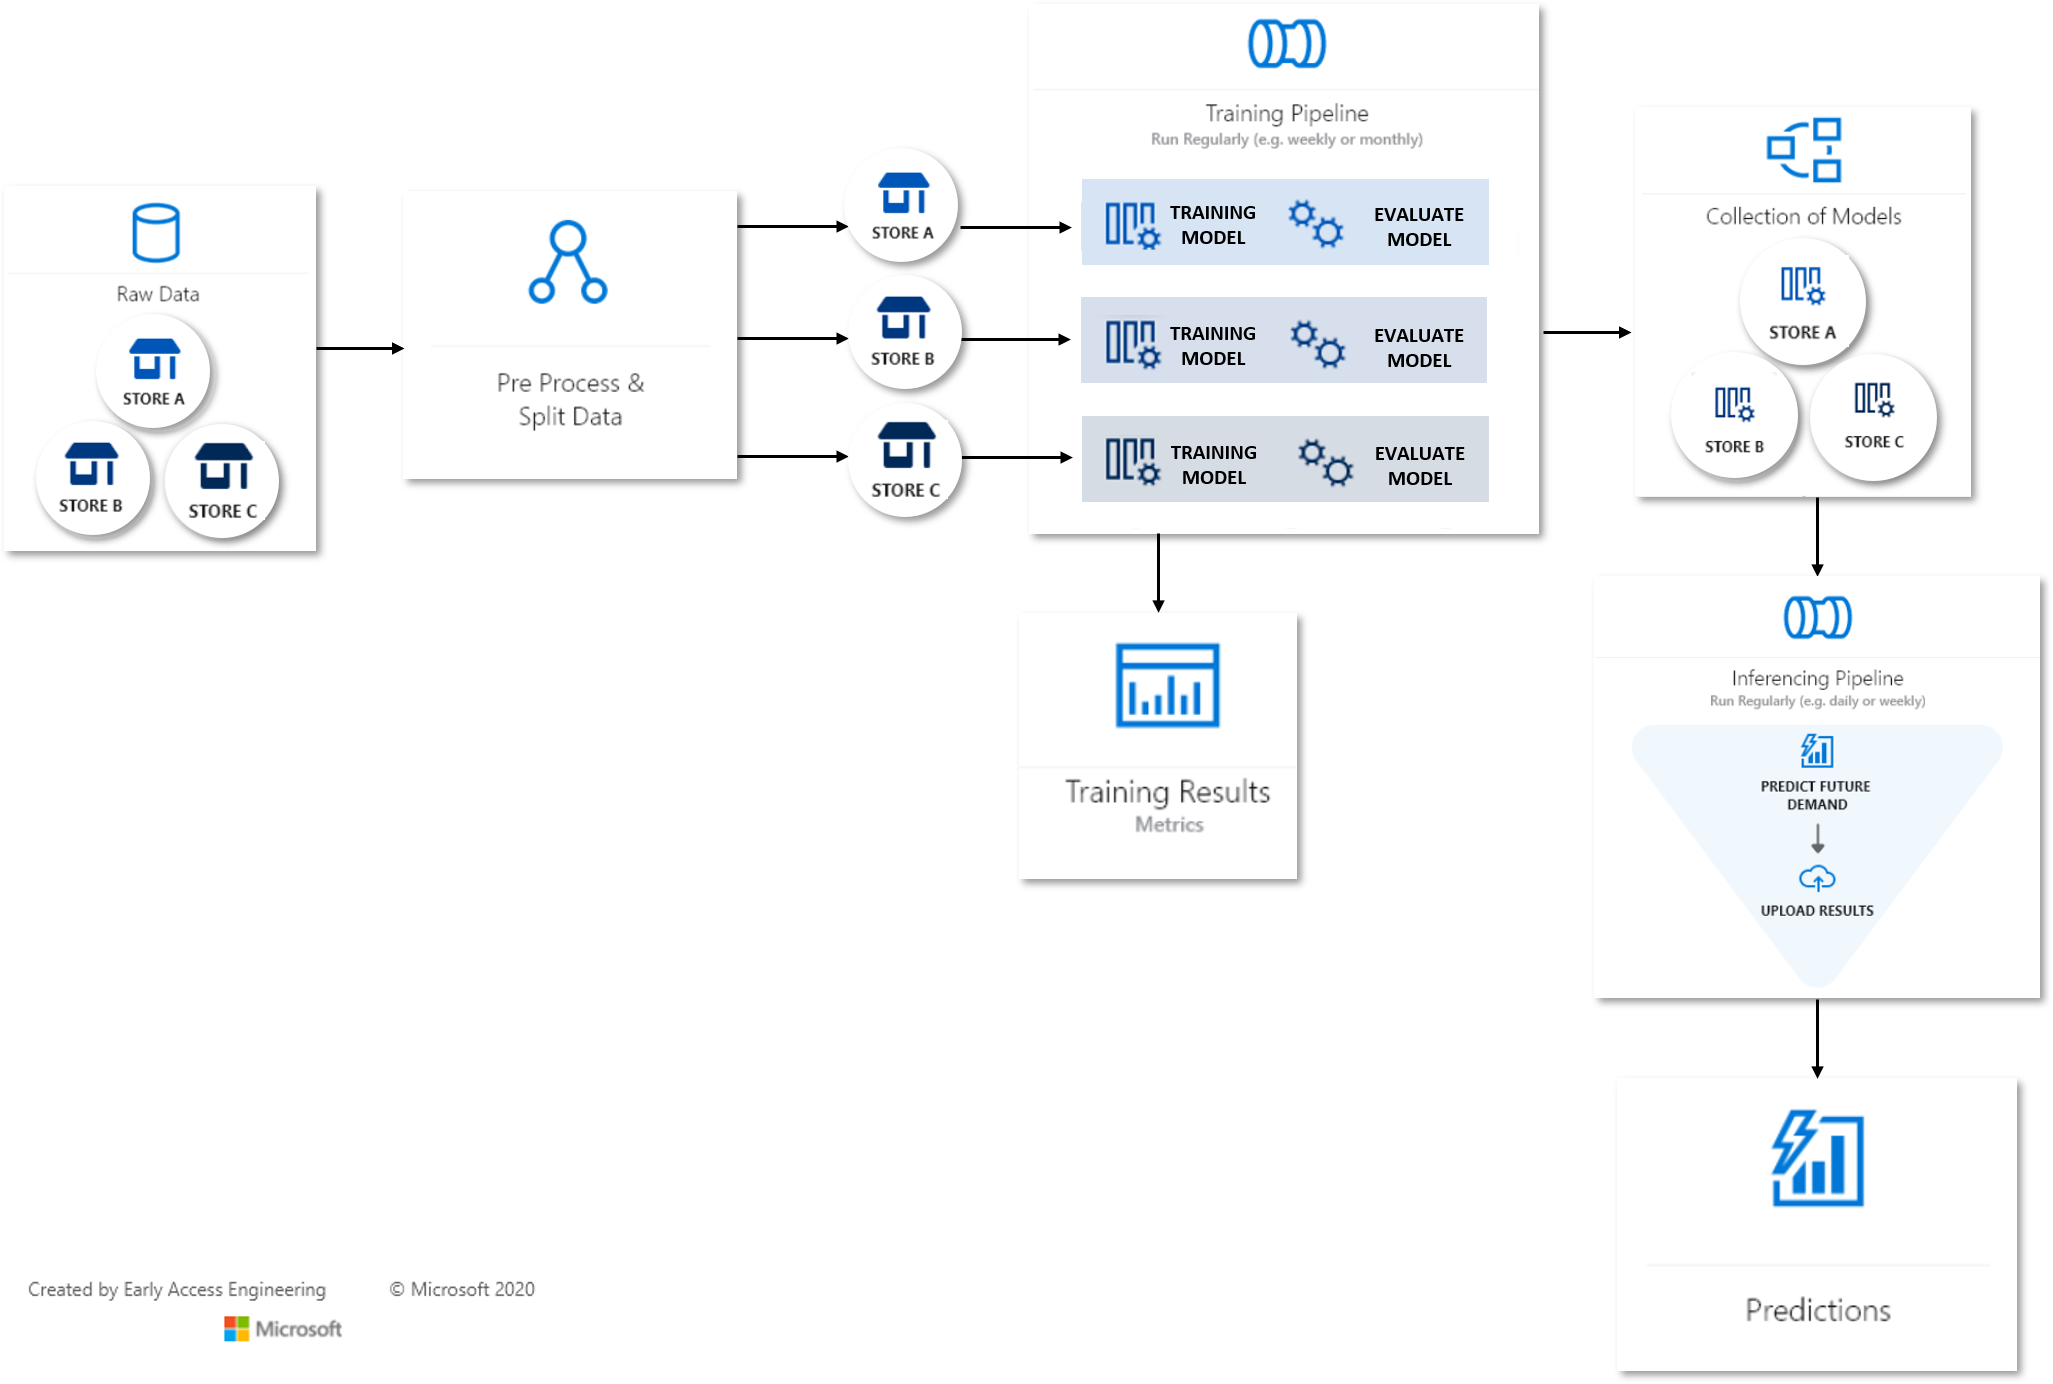 Raw Data
STORE A
STORE B
STORE C
Pre Process &
Split Data
STORE A
STORE B
STORE C
Training Pipeline
Run Regularly (e.g. weekly or monthly)
TRAINING
MODEL
EVALUATE
MODEL
TRAINING
MODEL
EVALUATE
MODEL
TRAINING
MODEL
EVALUATE
MODEL
Training Results
Metrics
Collection of Models
STORE A
STORE B
STORE C
Inferencing Pipeline
Run Regularly (e.g. daily or weekly)
PREDICT FUTURE
DEMAND
UPLOAD RESULTS
Predictions
Created by Early Access Engineering
© Microsoft 2020
Microsoft